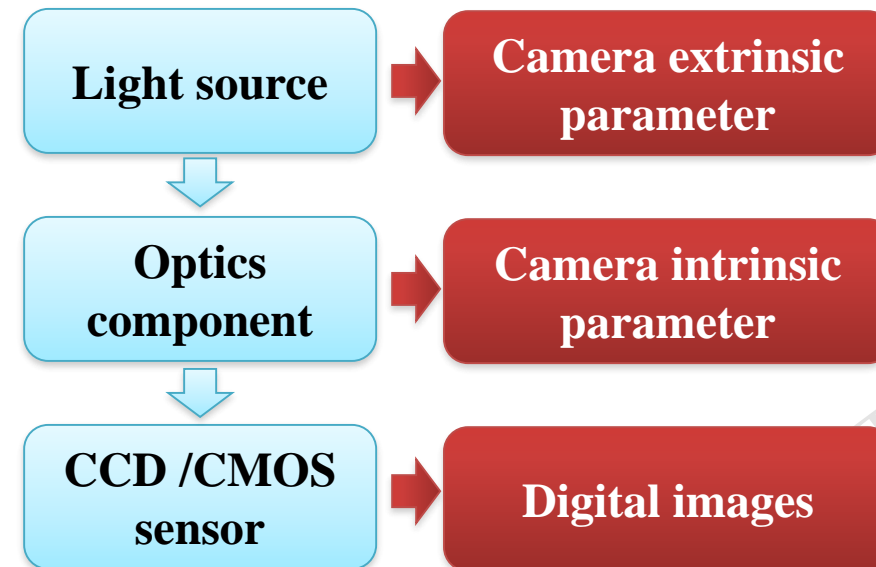 Light source
Camera extrinsic
parameter
Optics
component
Camera intrinsic
parameter
CCD /CMOS
sensor
Digital images